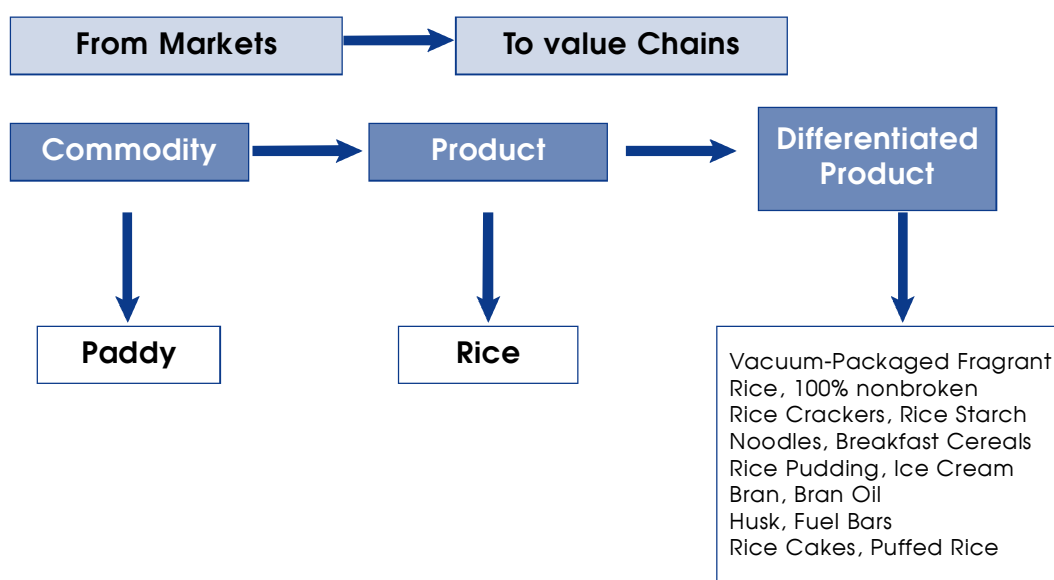 From Markets
To value Chains
Commodity
Product
Differentiated
Product
Paddy
Rice
Vacuum-Packaged Fragrant
Rice, 100% nonbroken
Rice Crackers, Rice Starch
Noodles, Breakfast Cereals
Rice Pudding, Ice Cream
Bran, Bran Oil
Husk, Fuel Bars
Rice Cakes, Puffed Rice